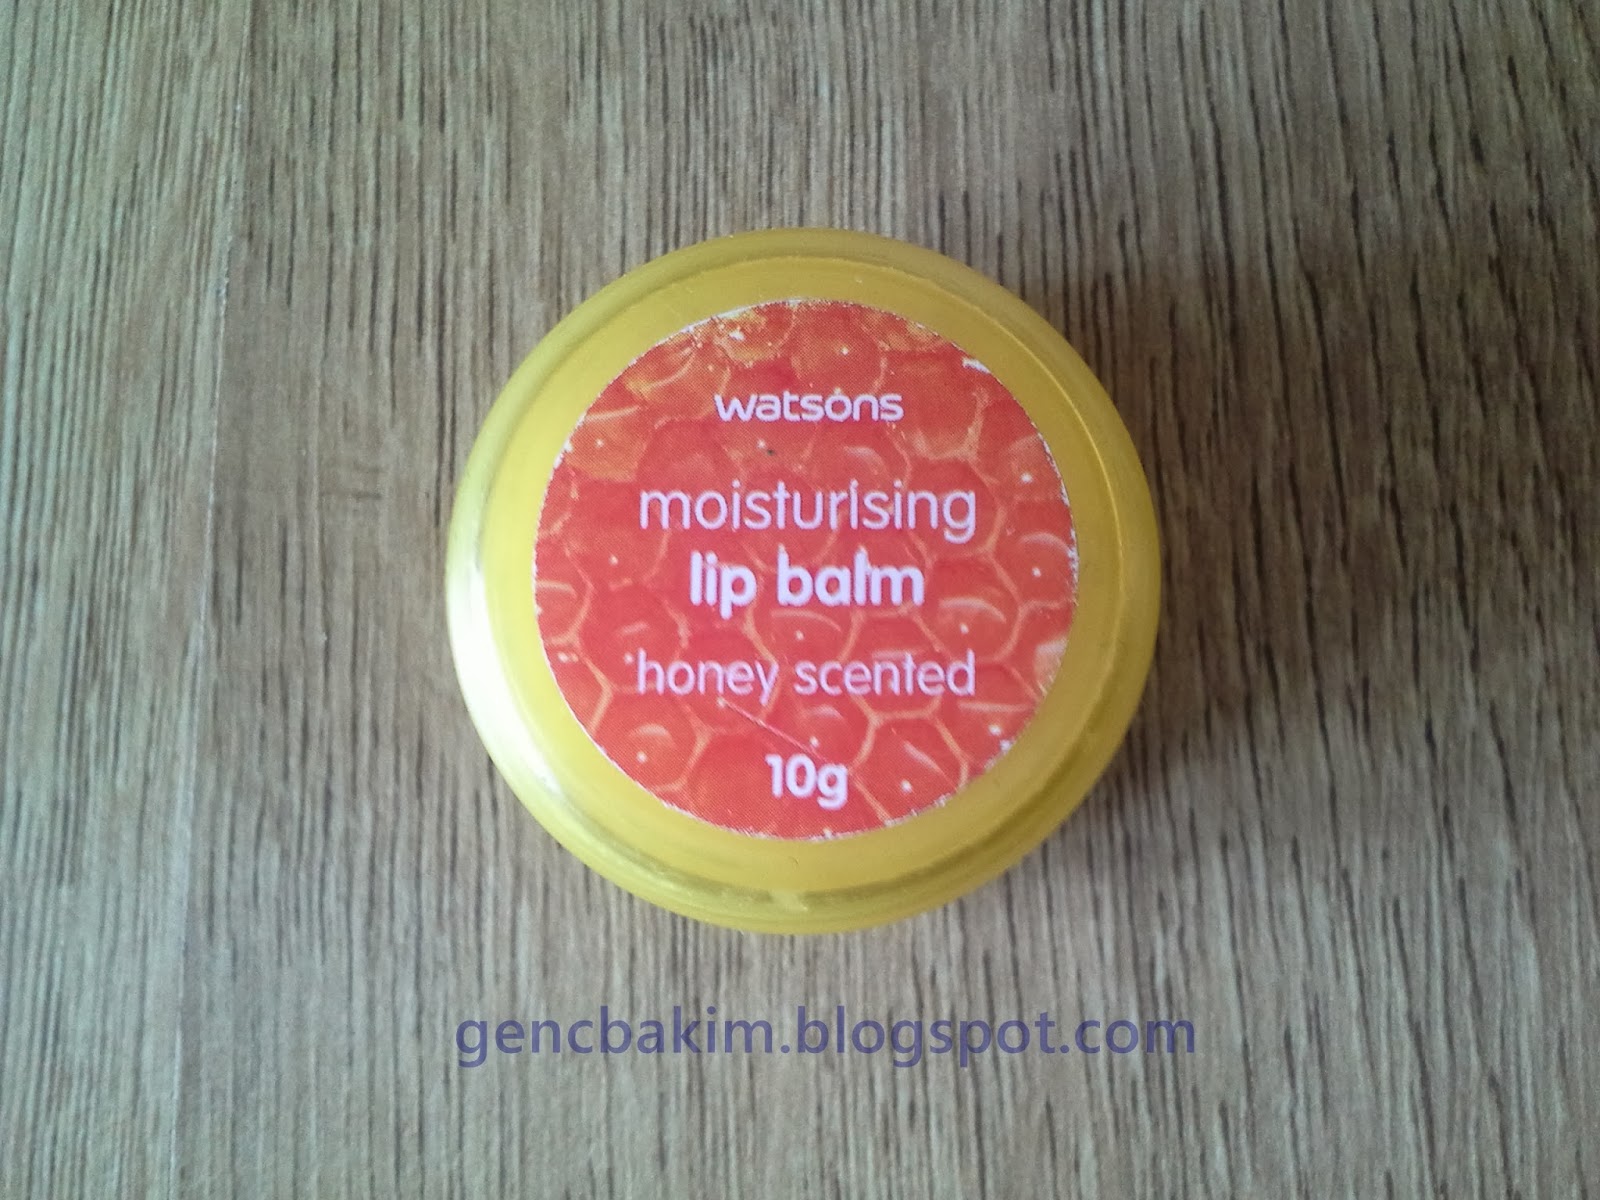 watsons
moisturising
lip balm
honey scented
10g
gencbakim.blogspot.com